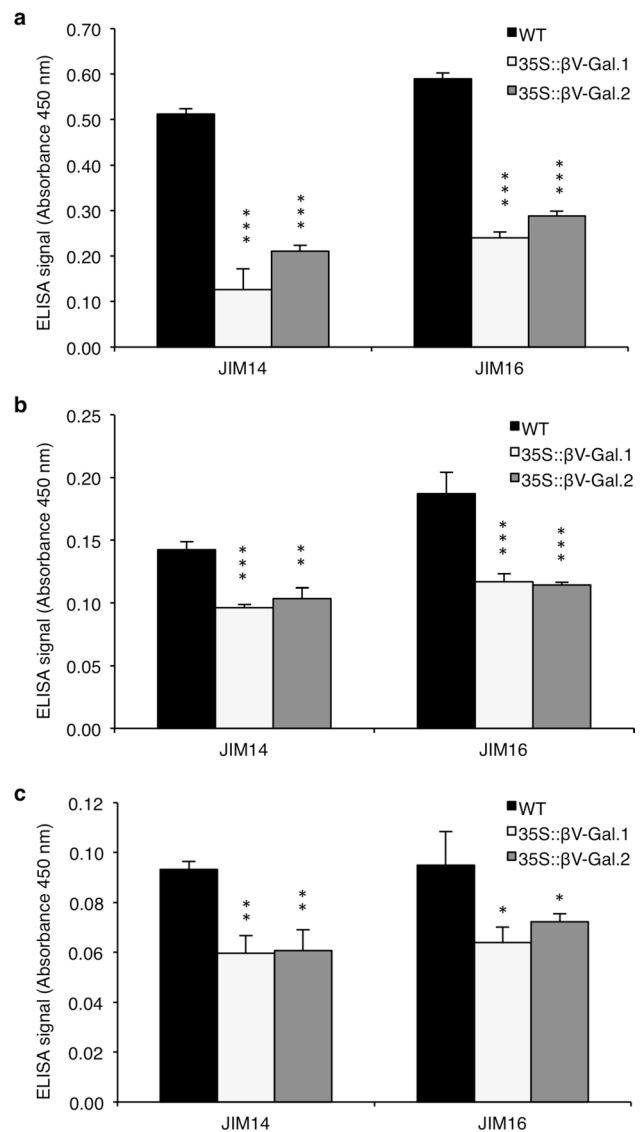 a
ELISA signal (Absorbance 450 nm)
0.70
0.60
0.50
0.40
0.30
0.20
0.10
0.00
WT
35S::βV-Gal.1
35S::βV-Gal.2
***
***
***
***
JIM14
JIM16
b
ELISA signal (Absorbance 450 nm)
0.25
0.20
0.15
0.10
0.05
0.00
WT
35S::βV-Gal.1
35S::βV-Gal.2
***
**
***
***
JIM14
JIM16
c
ELISA signal (Absorbance 450 nm)
0.12
0.10
0.08
0.06
0.04
0.02
0.00
WT
35S::βV-Gal.1
35S::βV-Gal.2
**
**
*
*
JIM14
JIM16